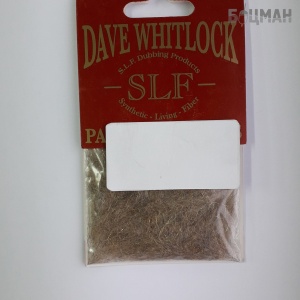 БОЦМАН
DAVE WHITLOCK
S.L.F. Dubbing Products
SLF
Synthetic - Living - Fiber